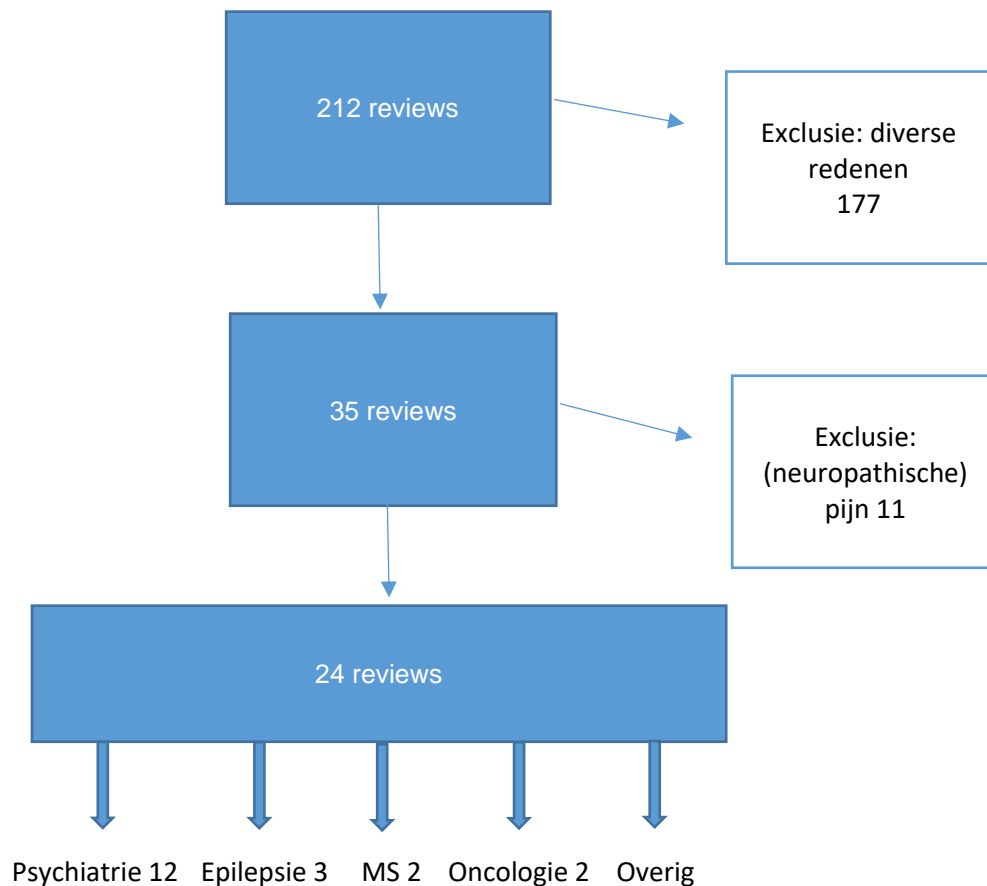 212 reviews
Exclusie: diverse
redenen
177
35 reviews
Exclusie:
(neuropathische)
pijn 11
24 reviews
Psychiatrie 12 Epilepsie 3 MS 2 Oncologie 2 Overig